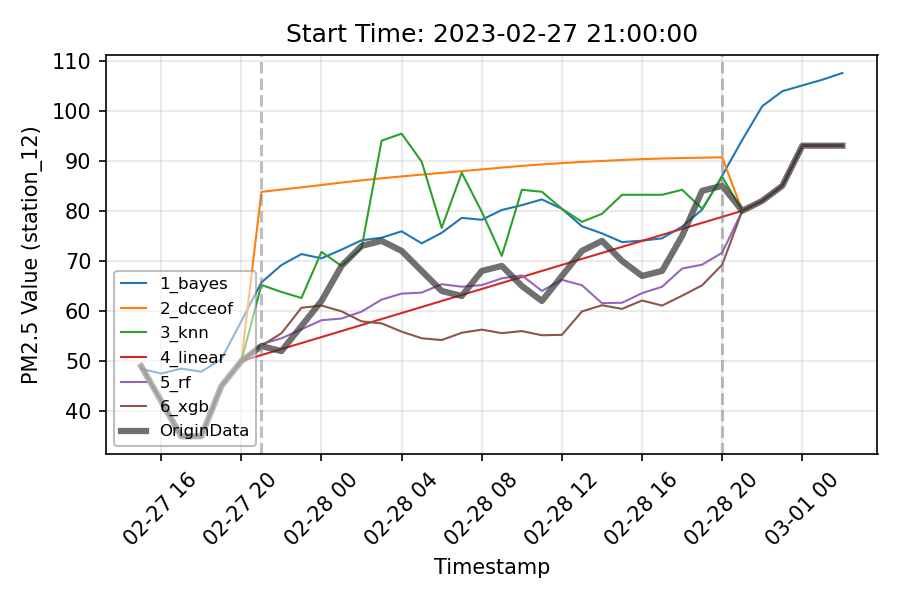 Start Time: 2023-02-27 21:00:00
PM2.5 Value (station_12)
110
100
90
80
70
60
50
40
1_bayes
2_dcceof
3_knn
4_linear
5_rf
6_xgb
OriginData
02-27 16
02-27 20
02-28 00
02-28 04
02-28 08
02-28 12
02-28 16
02-28 20
03-01 00
Timestamp